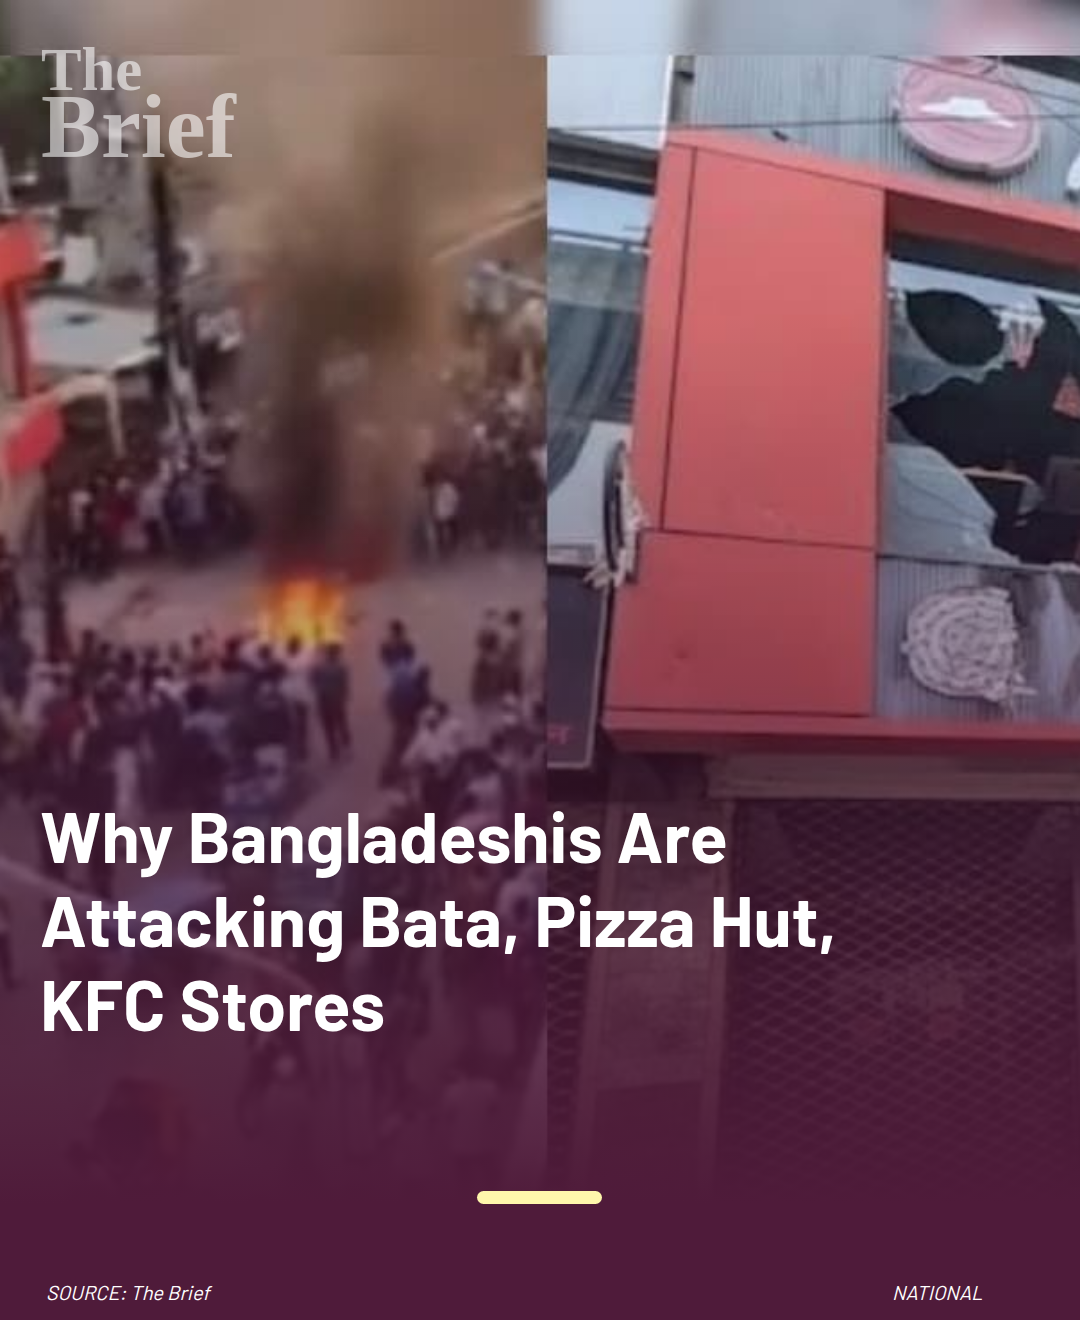 The
Brief
Why Bangladeshis Are
Attacking Bata, Pizza Hut,
KFC Stores
SOURCE: The Brief
NATIONAL